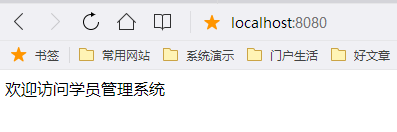 localhost:8080
书签 常用网站 系统演示 门户生活 好文章
欢迎访问学员管理系统